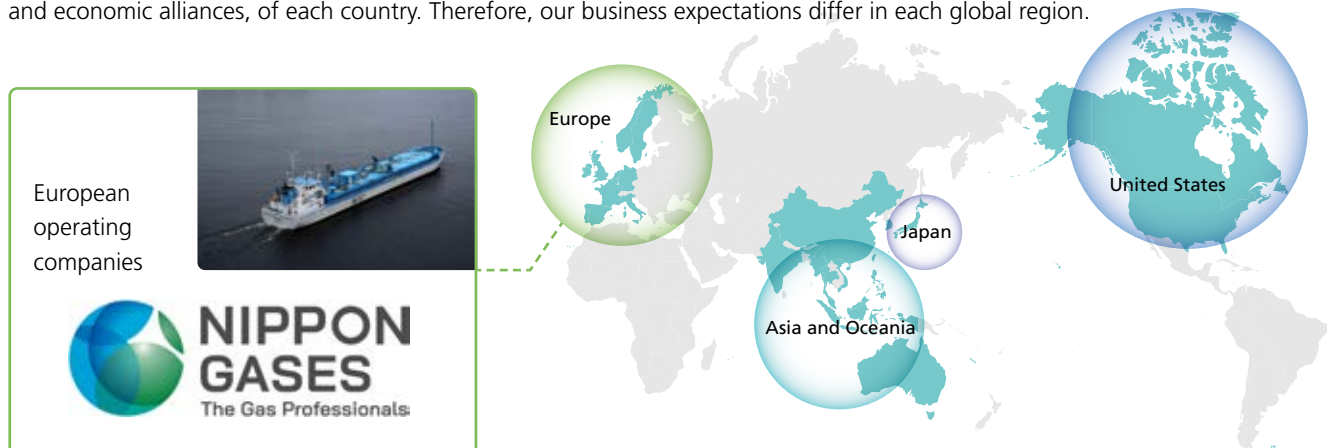 and economic alliances, of each country. Therefore, our business expectations differ in each global region.
European
operating
companies
NIPPON
GASES
The Gas Professionals
Europe
Japan
Asia and Oceania
United States